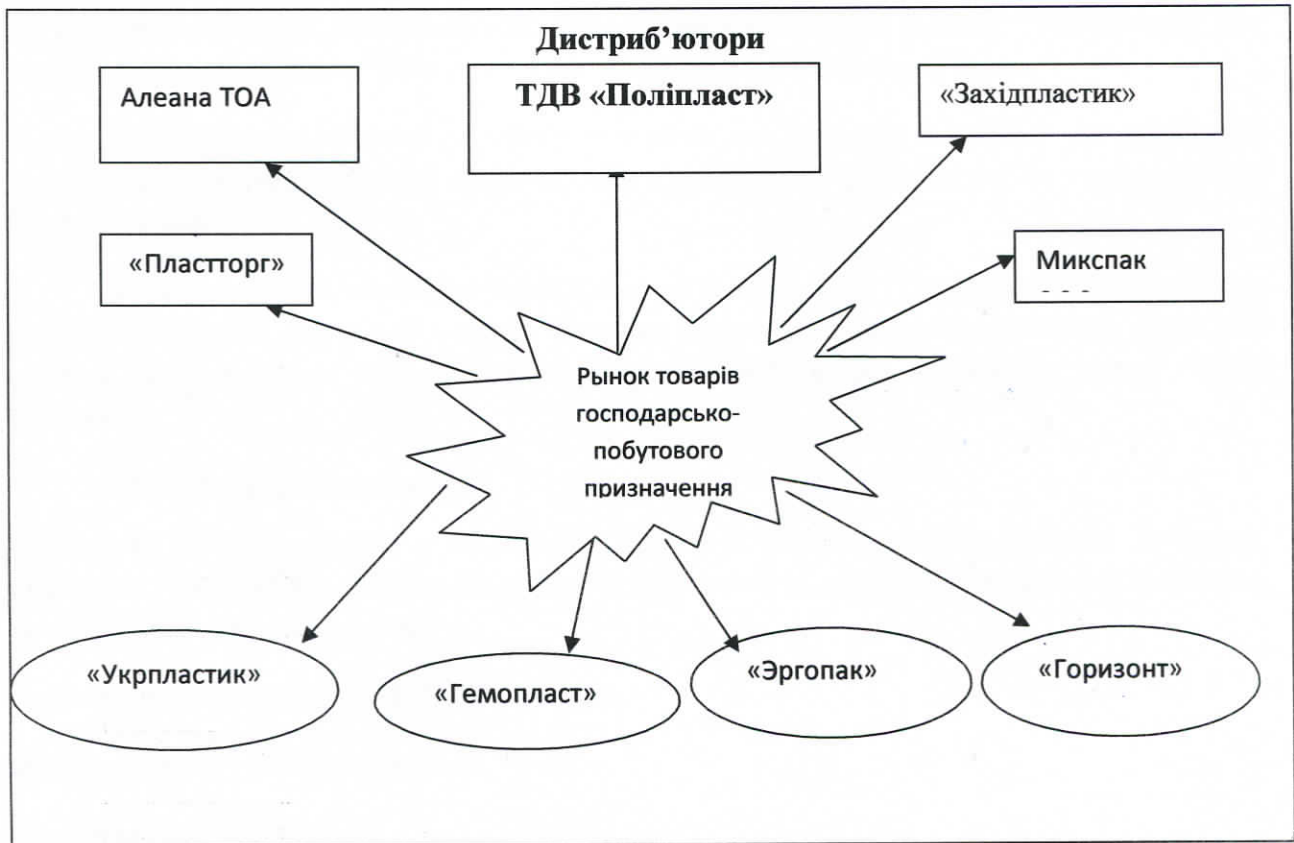 Дистриб’ютори
Алеана ТОА
ТДВ «Поліпласт»
«Західпластик»
«Пластторг»
Микспак
Рынок товарів
господарсько-
побутового
призначення
«Укрпластик»
«Гемопласт»
«Эргопак»
«Горизонт»